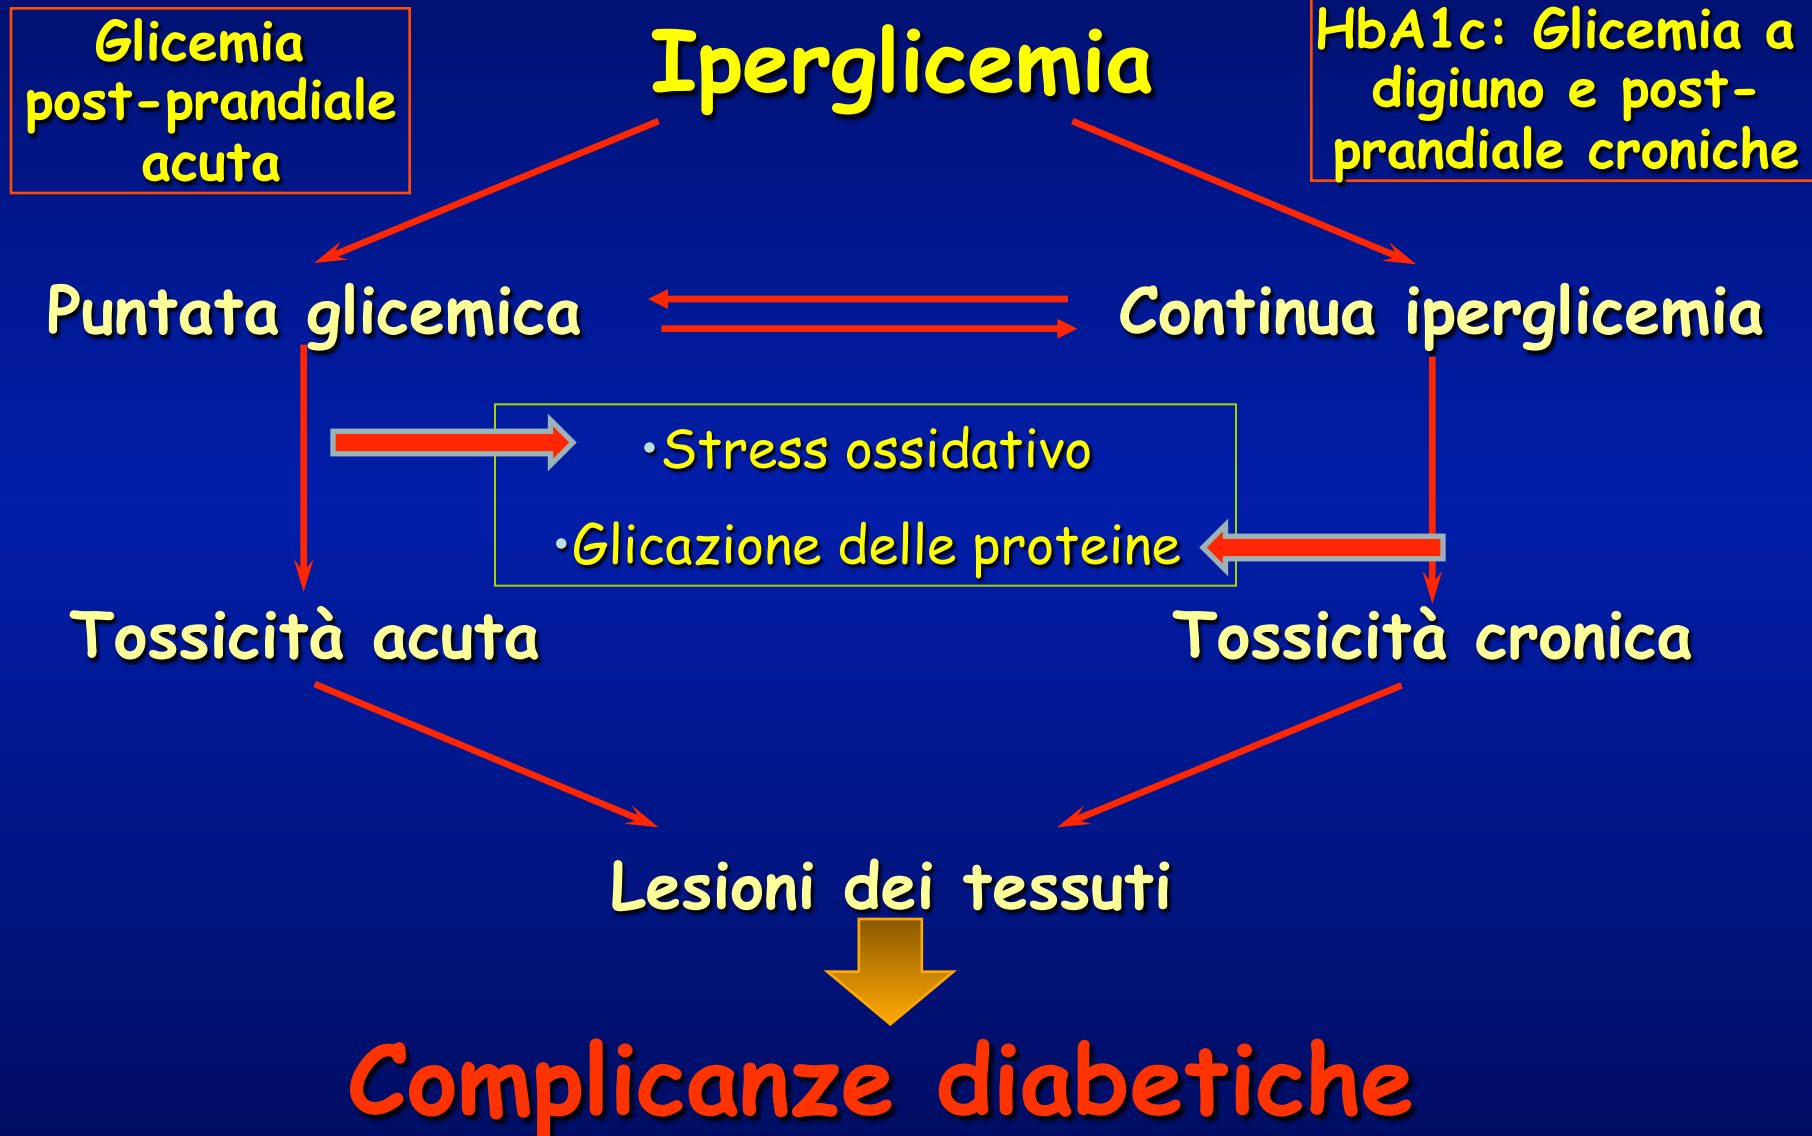 Glicemia
post-prandiale
acuta
Iperglicemia
HbA1c: Glicemia a
digiuno e post-
prandiale croniche
Puntata glicemica
Continua iperglicemia
•Stress ossidativo
•Glicazione delle proteine
Tossicità acuta
Tossicità cronica
Lesioni dei tessuti
Complicanze diabetiche